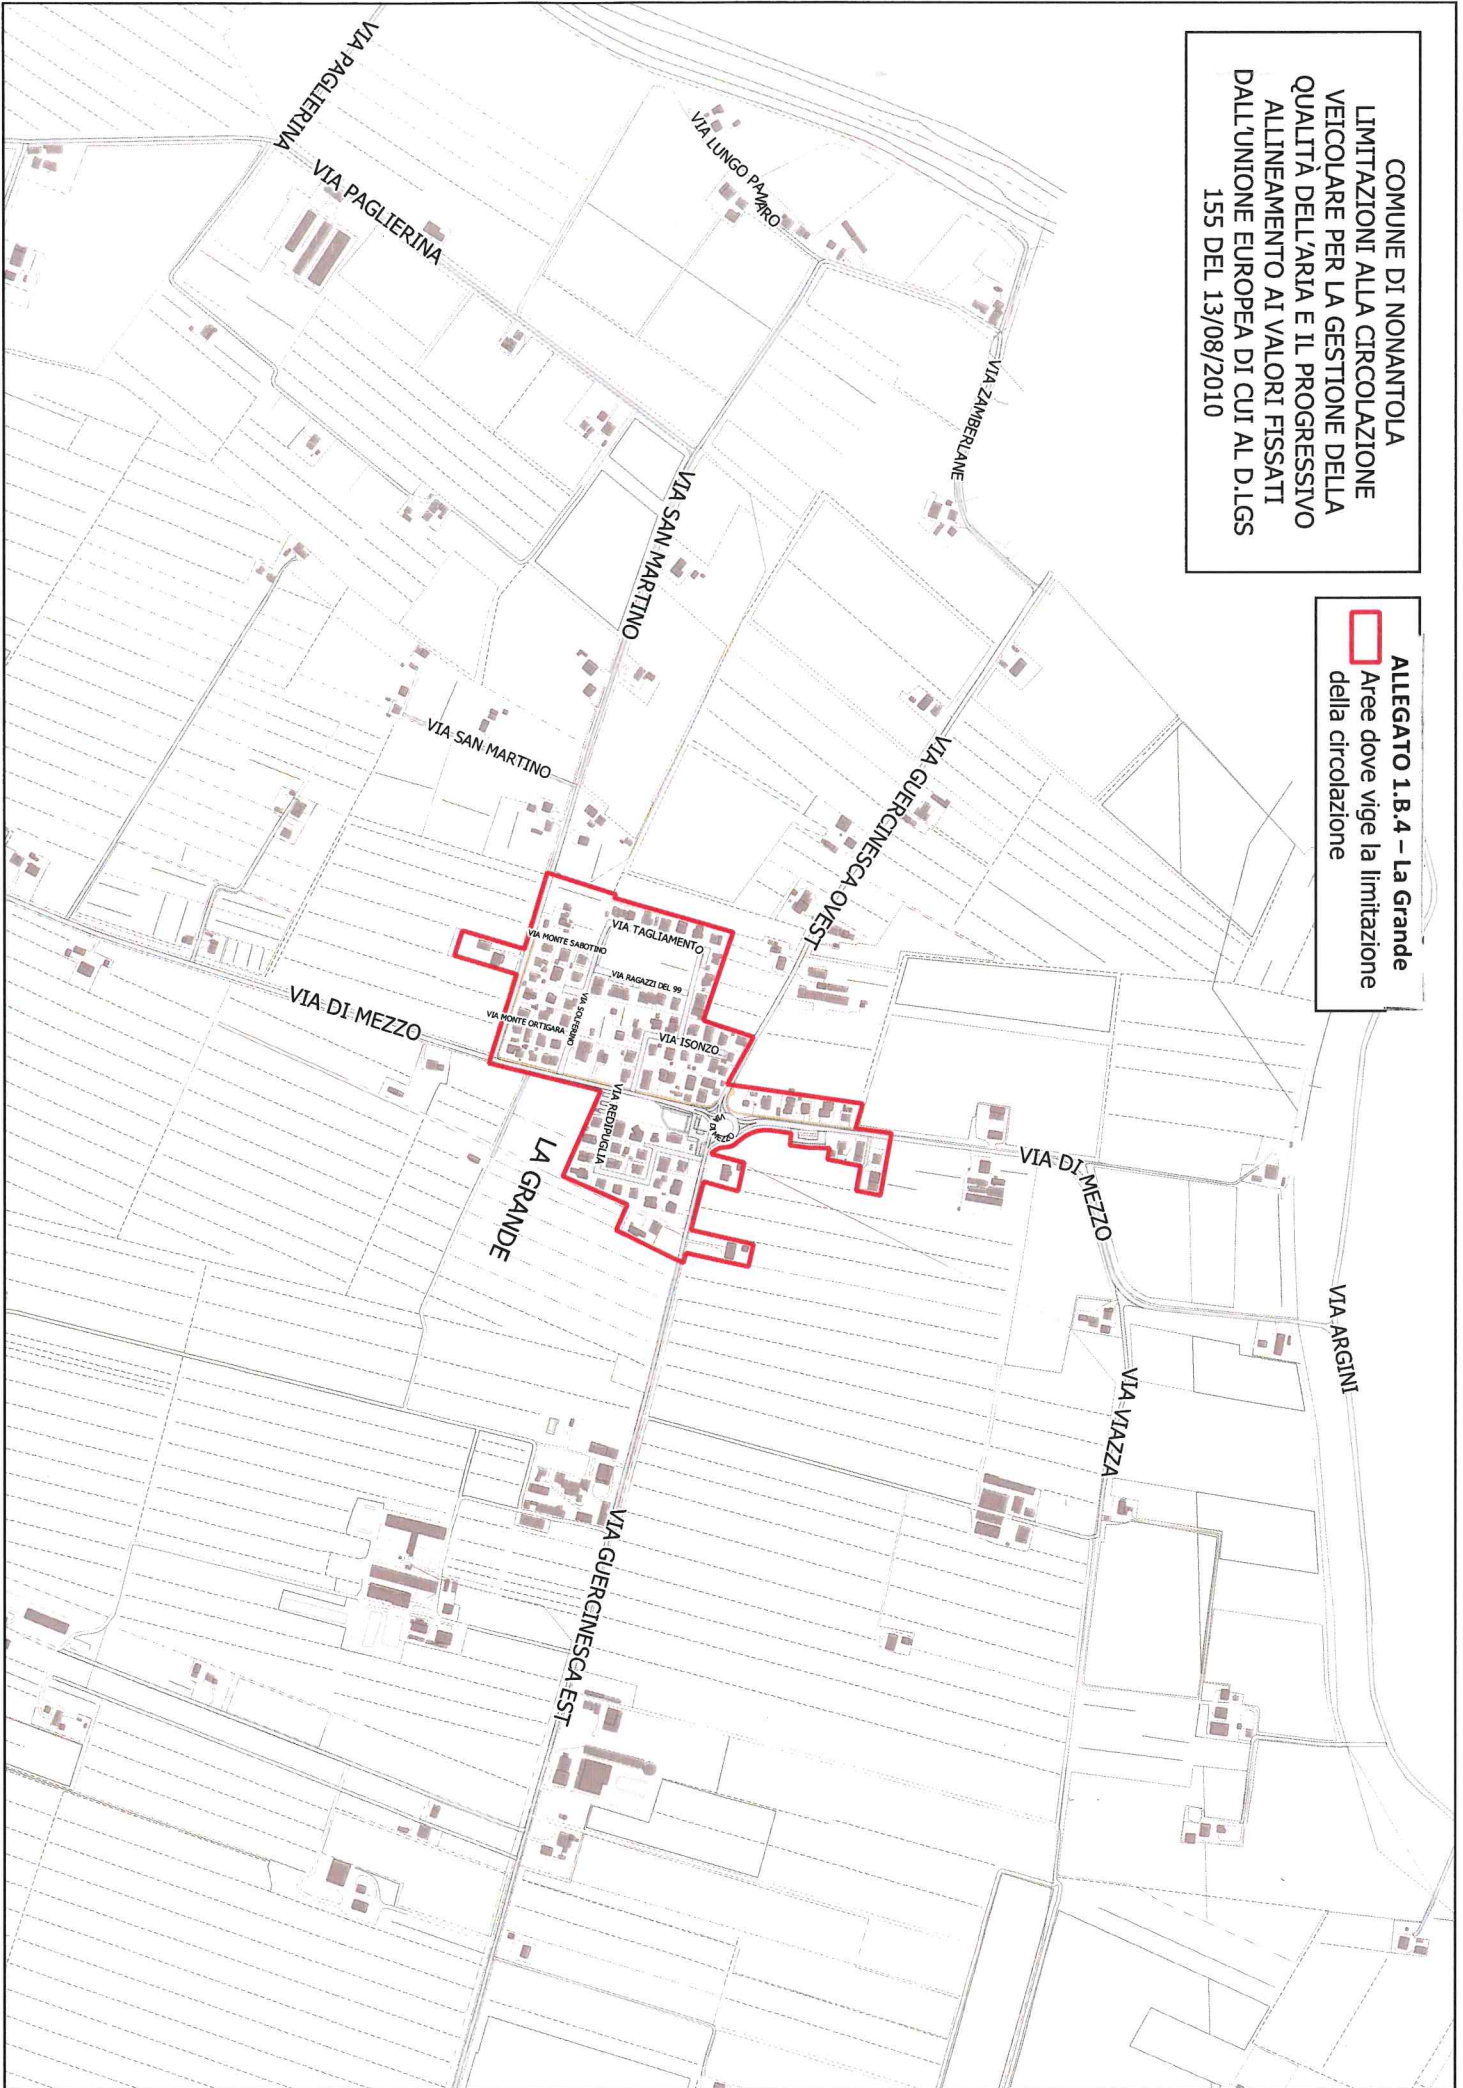 COMUNE DI NONANTOLA
LIMITAZIONI ALLA CIRCOLAZIONE
VEICOLARE PER LA GESTIONE DELLA
QUALITÀ DELL'ARIA E IL PROGRESSIVO
ALLINEAMENTO AI VALORI FISSATI
DALL'UNIONE EUROPEA DI CUI AL D.LGS
155 DEL 13/08/2010
ALLEGATO 1.B.4 – La Grande
Aree dove vige la limitazione
della circolazione
VIA ARGINI
VIA VIAZZA
VIA DI MEZZO
VIA ZAMBERLANE
VIA GUERCINESCA OVEST
VIA LUNGO PANARO
VIA PAGLIERINA
VIA PAGLIERINA
VIA SAN MARTINO
VIA SAN MARTINO
VIA TAGLIAMENTO
VIA RAGAZZI DEL 99
VIA ISONZO
VIA MONTE SABOTINO
VIA SOLFERINO
VIA MONTE ORTIGARA
VIA REDIPUGLIA
VIA DI MEZZO
LA GRANDE
VIA GUERCINESCA EST